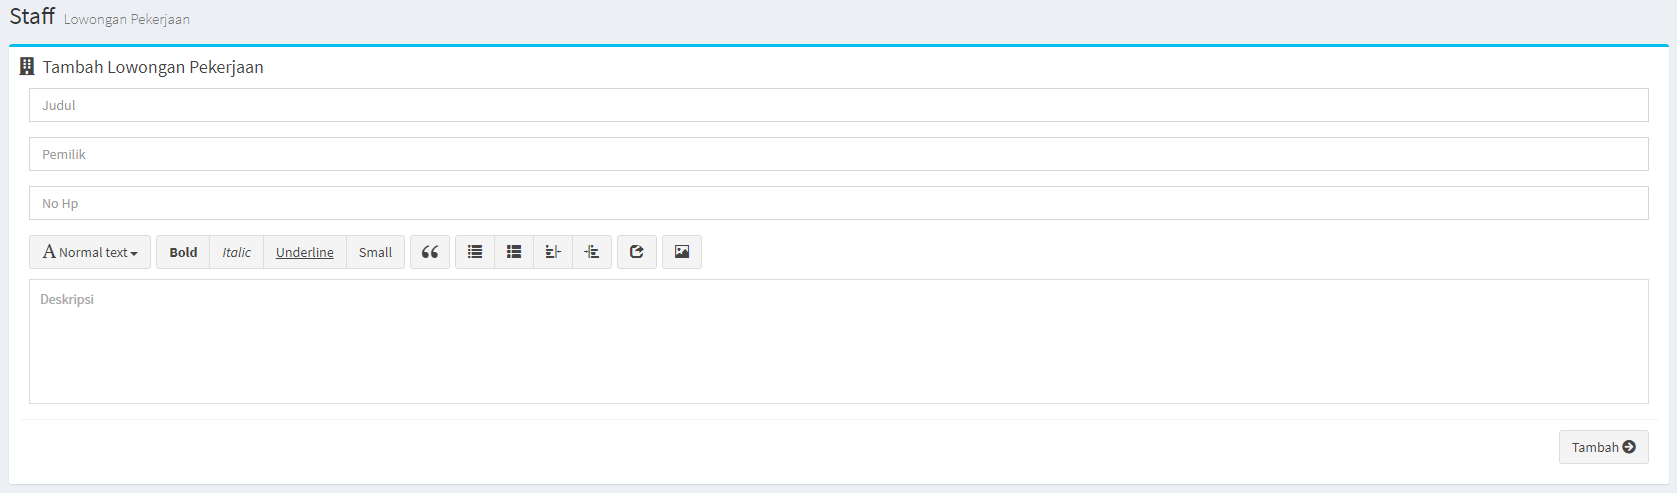 Staff Lowongan Pekerjaan
Tambah Lowongan Pekerjaan
Judul
Pemilik
No Hp
A Normal text Bold Italic Underline Small
Deskripsi
Tambah